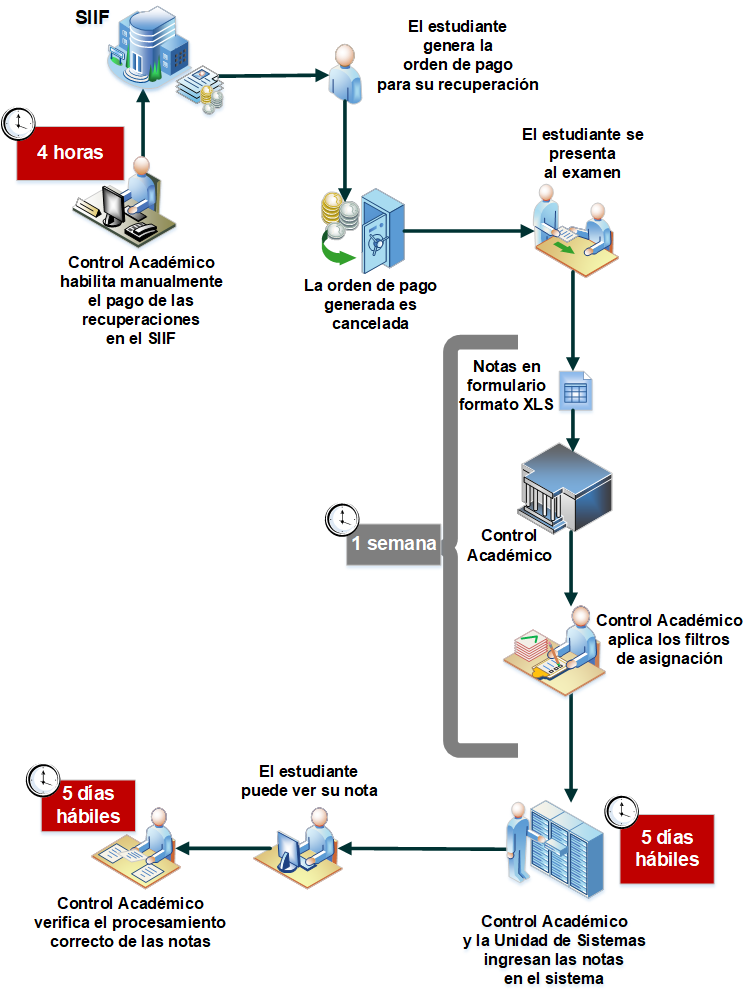 SIIF
El estudiante
genera la
orden de pago
para su recuperación
4 horas
Control Académico
habilita manualmente
el pago de las
recuperaciones
en el SIIF
La orden de pago
generada es
cancelada
El estudiante se
presenta
al examen
Notas en
formulario
formato XLS
Control
Académico
1 semana
Control Académico
aplica los filtros
de asignación
5 días
hábiles
Control Académico
y la Unidad de Sistemas
ingresan las notas
en el sistema
El estudiante
puede ver su nota
5 días
hábiles
Control Académico
verifica el procesamiento
correcto de las notas